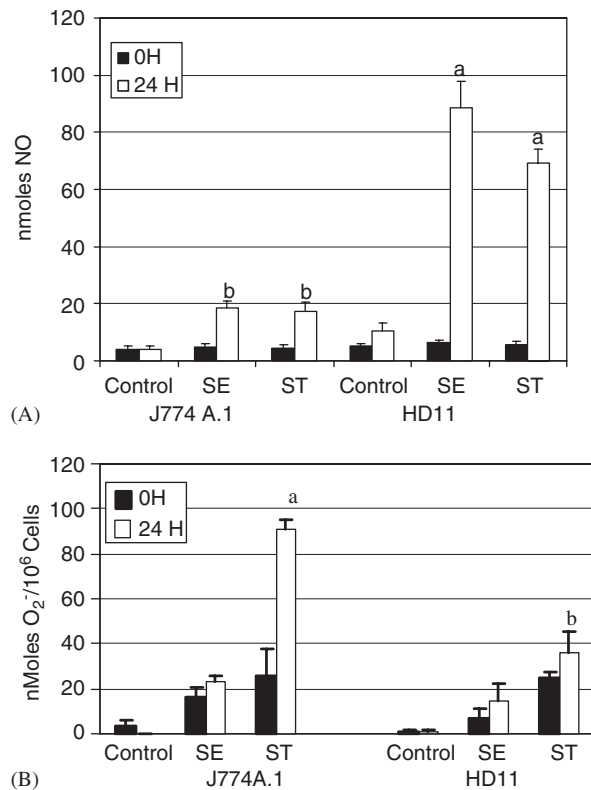 120
100
80
60
40
20
0
nmoles NO
0H
24 H
b
b
a
a
Control SE ST Control SE ST
J774 A.1 HD11
(A)
120
100
80
60
40
20
0
nMoles O₂⁻/10⁶ Cells
0H
24 H
a
b
Control SE ST Control SE ST
J774A.1 HD11
(B)